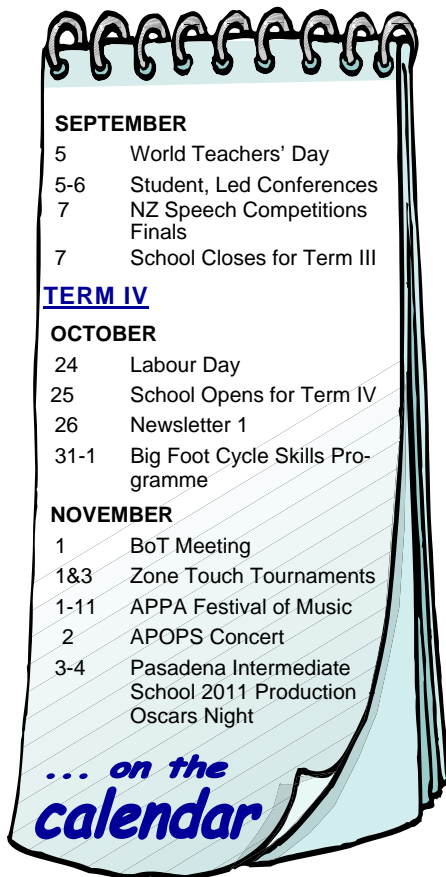 SEPTEMBER
5 World Teachers’ Day
5-6 Student, Led Conferences
7 NZ Speech Competitions
Finals
7 School Closes for Term III
TERM IV
OCTOBER
24 Labour Day
25 School Opens for Term IV
26 Newsletter 1
31-1 Big Foot Cycle Skills Pro-
gramme
NOVEMBER
1 BoT Meeting
1&3 Zone Touch Tournaments
1-11 APPA Festival of Music
2 APOPS Concert
3-4 Pasadena Intermediate
School 2011 Production
Oscars Night
... on the
calendar